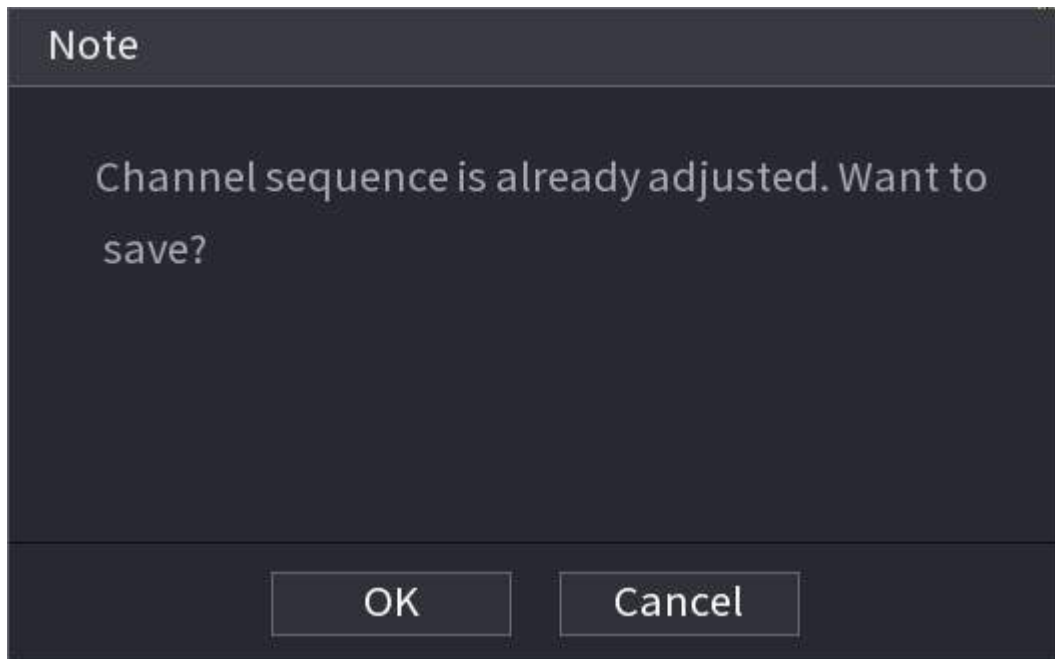 Note
Channel sequence is already adjusted. Want to
save?
OK
Cancel